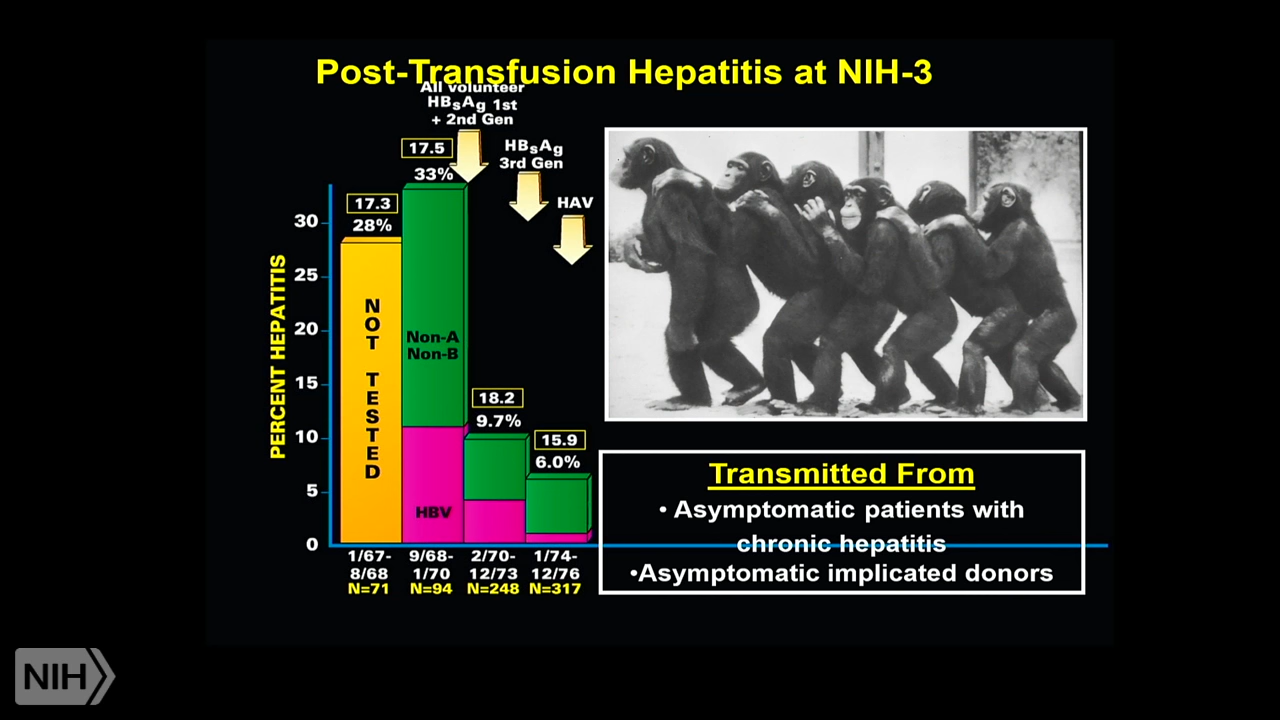 Post-Transfusion Hepatitis at NIH-3
All volunteer
HBsAg 1st
+ 2nd Gen
17.5
33%
HBsAg
3rd Gen
HAV
17.3
28%
PERCENT HEPATITIS
30
25
20
15
10
5
0
NOT TESTED
Non-A
Non-B
HBV
18.2
9.7%
15.9
6.0%
1/67-
8/68
N=71
9/68-
1/70
N=94
2/70-
12/73
N=248
1/74-
12/76
N=317
Transmitted From
• Asymptomatic patients with
chronic hepatitis
•Asymptomatic implicated donors
NIH